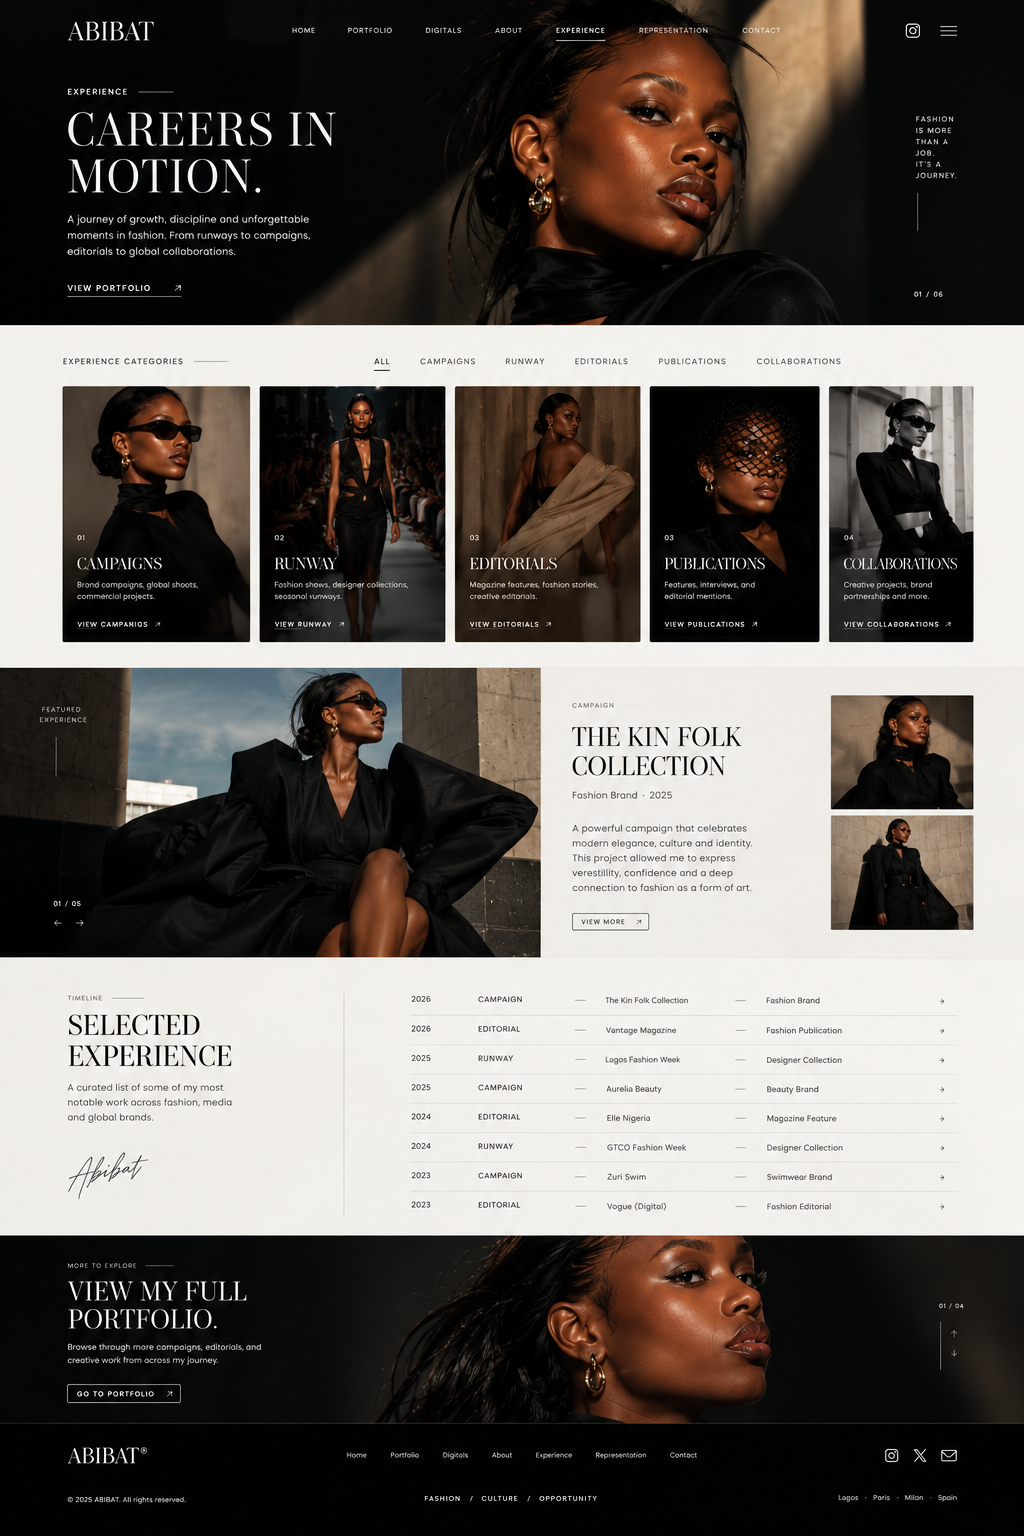 ABIBAT
HOME
PORTFOLIO
DIGITALS
ABOUT
EXPERIENCE
REPRESENTATION
CONTACT
EXPERIENCE
CAREERS IN
MOTION.
A journey of growth, discipline and unforgettable
moments in fashion. From runways to campaigns,
editorials to global collaborations.
VIEW PORTFOLIO
FASHION
IS MORE
THAN A
JOB.
IT'S A
JOURNEY.
01 / 06
EXPERIENCE CATEGORIES
ALL
CAMPAIGNS
RUNWAY
EDITORIALS
PUBLICATIONS
COLLABORATIONS
01
CAMPAIGNS
Brand campaigns, global shoots,
commercial projects.
VIEW CAMPANIGS
02
RUNWAY
Fashion shows, designer collections,
seasonal runways.
VIEW RUNWAY
03
EDITORIALS
Magazine features, fashion stories,
creative editorials.
VIEW EDITORIALS
03
PUBLICATIONS
Features, interviews, and
editorial mentions.
VIEW PUBLICATIONS
04
COLLABORATIONS
Creative projects, brand
partnerships and more.
VIEW COLLABORATIONS
FEATURED
EXPERIENCE
01 / 05
CAMPAIGN
THE KIN FOLK
COLLECTION
Fashion Brand · 2025
A powerful campaign that celebrates
modern elegance, culture and identity.
This project allowed me to express
verestillity, confidence and a deep
connection to fashion as a form of art.
VIEW MORE
TIMELINE
SELECTED
EXPERIENCE
A curated list of some of my most
notable work across fashion, media
and global brands.
Abibat
2026 CAMPAIGN — The Kin Folk Collection — Fashion Brand
2026 EDITORIAL — Vantage Magazine — Fashion Publication
2025 RUNWAY — Lagos Fashion Week — Designer Collection
2025 CAMPAIGN — Aurelia Beauty — Beauty Brand
2024 EDITORIAL — Elle Nigeria — Magazine Feature
2024 RUNWAY — GTCO Fashion Week — Designer Collection
2023 CAMPAIGN — Zuri Swim — Swimwear Brand
2023 EDITORIAL — Vogue (Digital) — Fashion Editorial
MORE TO EXPLORE
VIEW MY FULL
PORTFOLIO.
Browse through more campaigns, editorials, and
creative work from across my journey.
GO TO PORTFOLIO
01 / 04
ABIBAT®
Home
Portfolio
Digitals
About
Experience
Representation
Contact
© 2025 ABIBAT. All rights reserved.
FASHION / CULTURE / OPPORTUNITY
Lagos · Paris · Milan · Spain